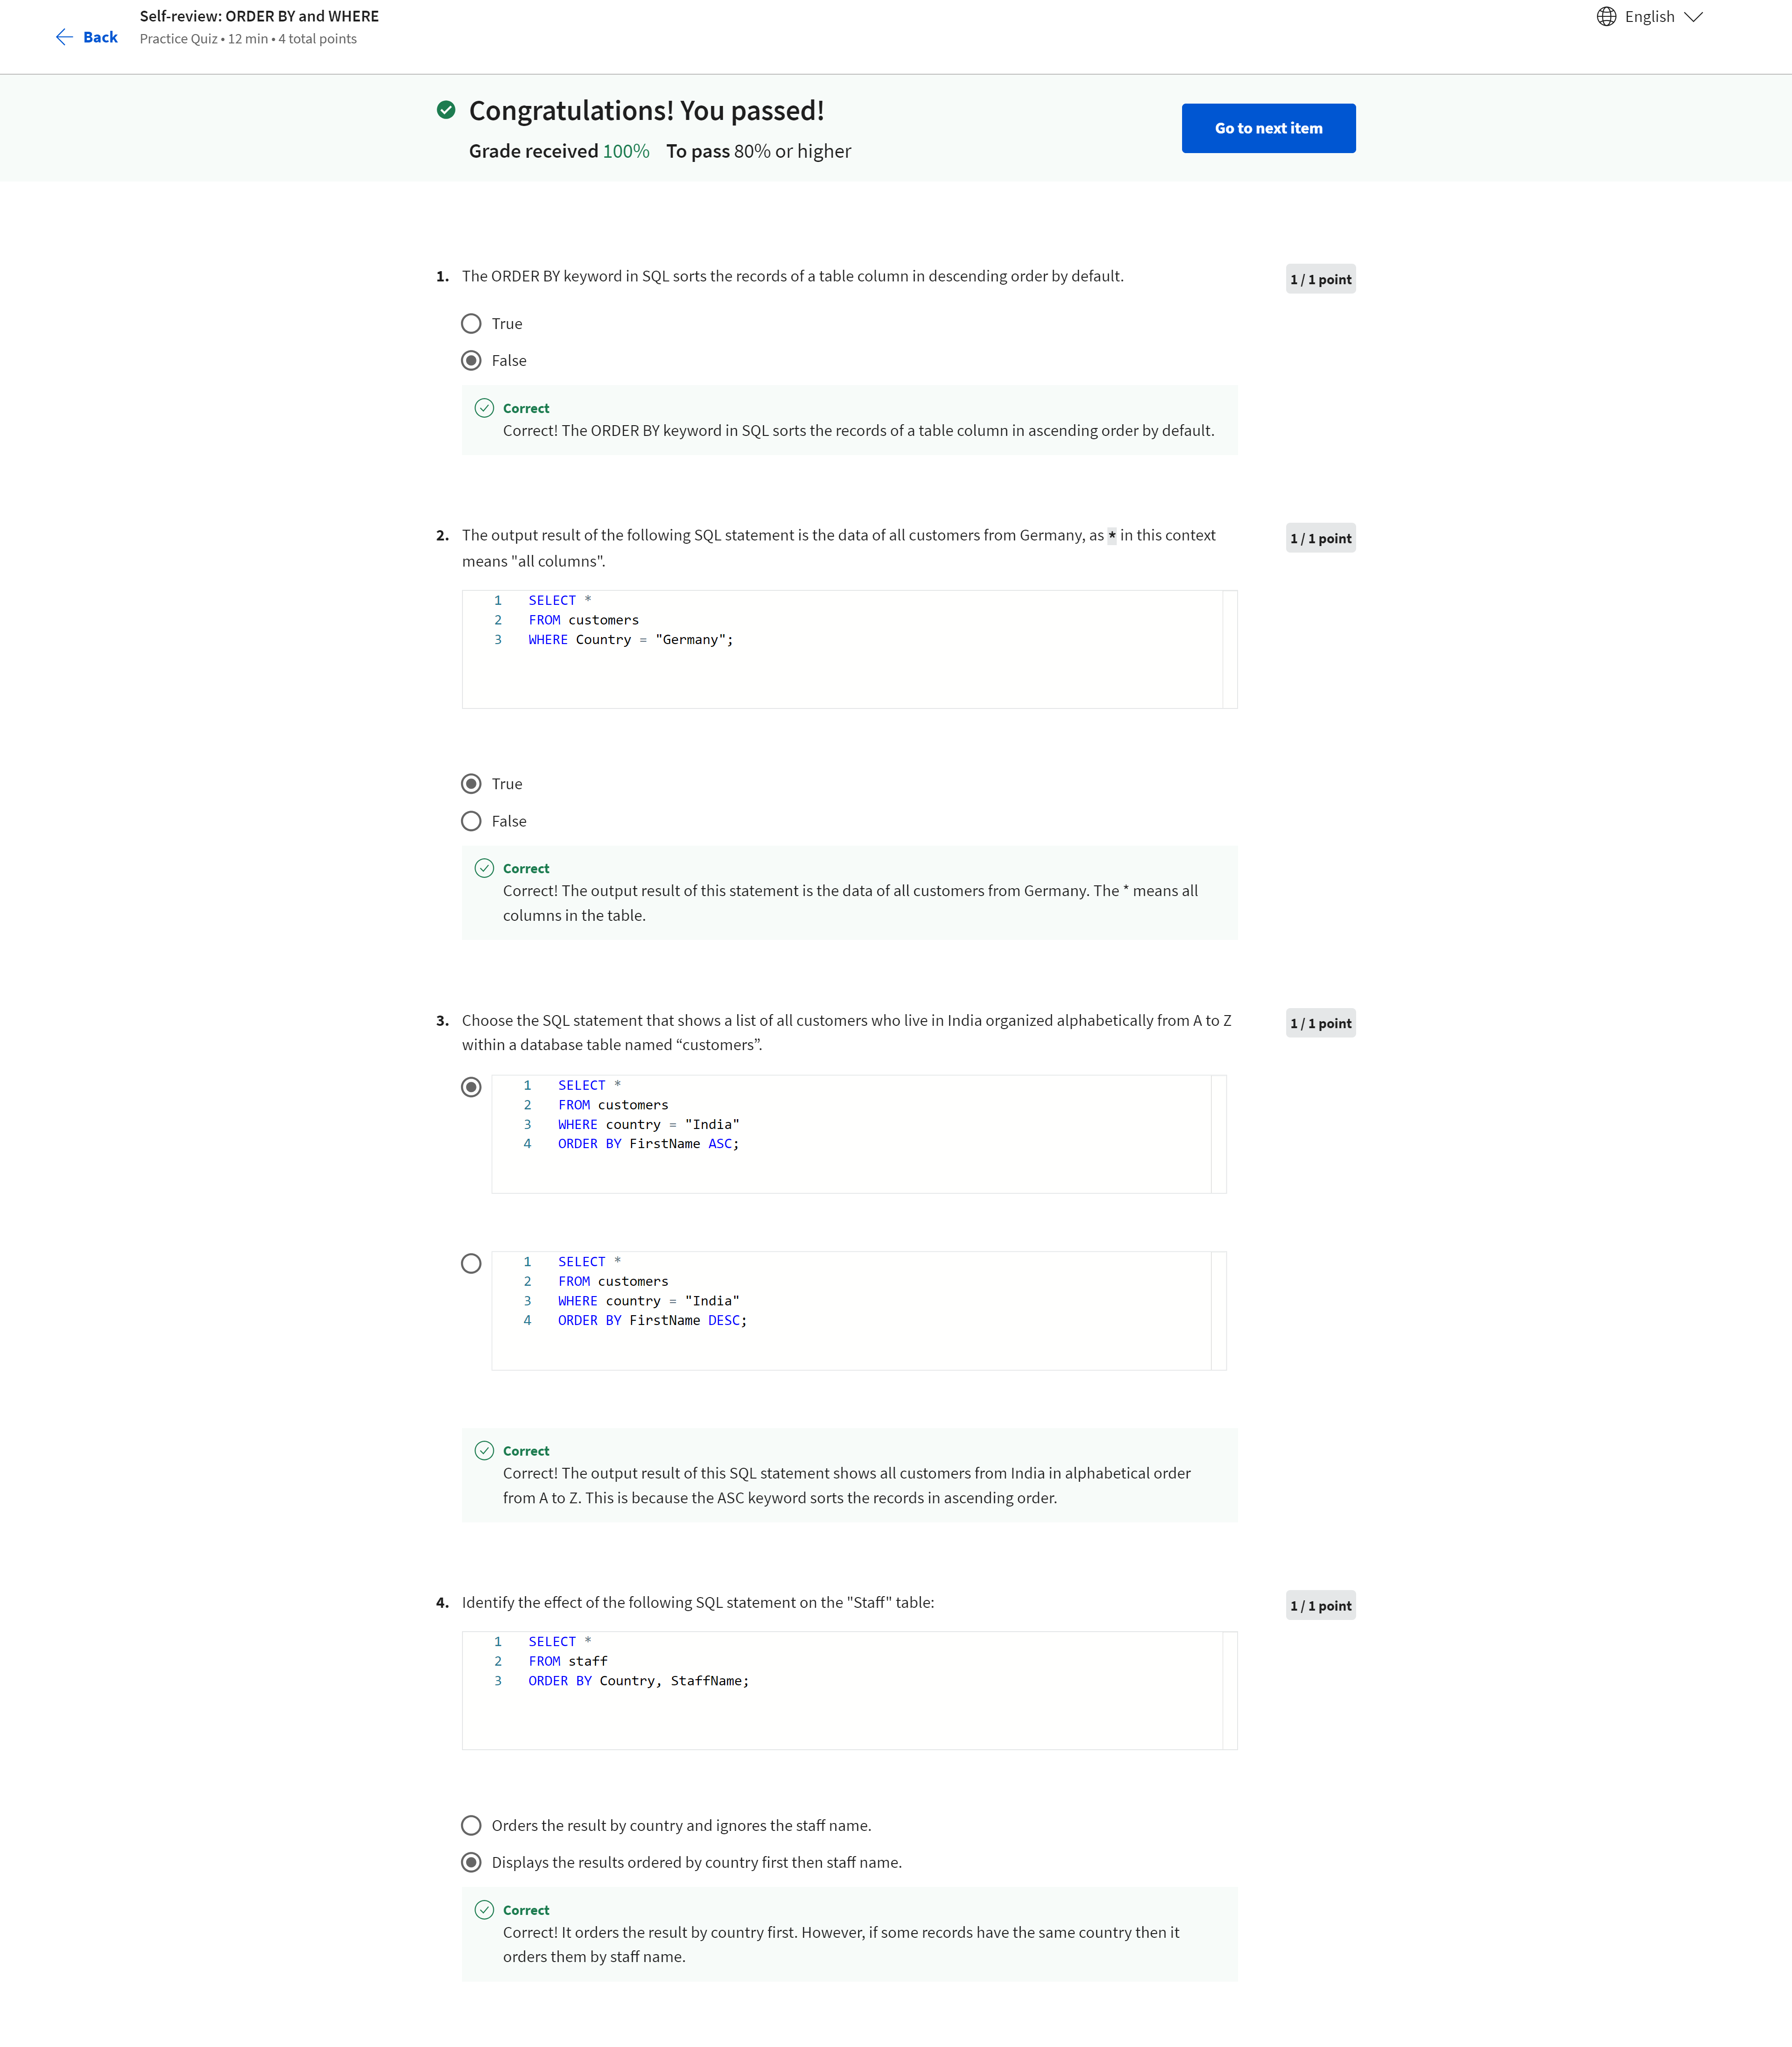 Self-review: ORDER BY and WHERE
Back
Practice Quiz • 12 min • 4 total points
English
Congratulations! You passed!
Grade received 100% To pass 80% or higher
Go to next item
1. The ORDER BY keyword in SQL sorts the records of a table column in descending order by default.
1 / 1 point
True
False
Correct
Correct! The ORDER BY keyword in SQL sorts the records of a table column in ascending order by default.
2. The output result of the following SQL statement is the data of all customers from Germany, as * in this context
means "all columns".
1 / 1 point
1 SELECT *
2 FROM customers
3 WHERE Country = "Germany";
True
False
Correct
Correct! The output result of this statement is the data of all customers from Germany. The * means all
columns in the table.
3. Choose the SQL statement that shows a list of all customers who live in India organized alphabetically from A to Z
within a database table named “customers”.
1 / 1 point
1 SELECT *
2 FROM customers
3 WHERE country = "India"
4 ORDER BY FirstName ASC;
1 SELECT *
2 FROM customers
3 WHERE country = "India"
4 ORDER BY FirstName DESC;
Correct
Correct! The output result of this SQL statement shows all customers from India in alphabetical order
from A to Z. This is because the ASC keyword sorts the records in ascending order.
4. Identify the effect of the following SQL statement on the "Staff" table:
1 / 1 point
1 SELECT *
2 FROM staff
3 ORDER BY Country, StaffName;
Orders the result by country and ignores the staff name.
Displays the results ordered by country first then staff name.
Correct
Correct! It orders the result by country first. However, if some records have the same country then it
orders them by staff name.